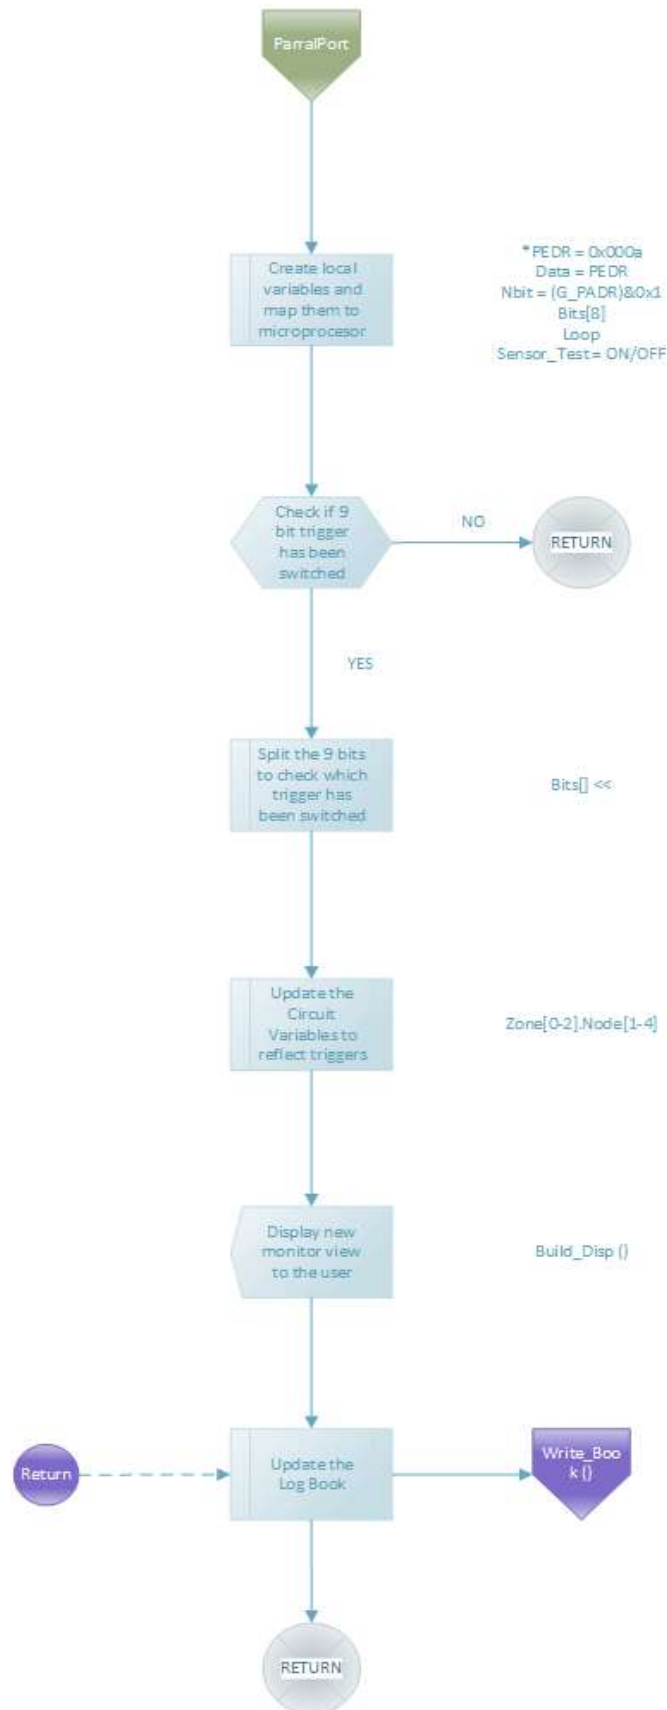 ParralPort
Create local
variables and
map them to
microprocesor
*PEDR = 0x000a
Data = PEDR
Nbit = (G_PADR)&0x1
Bits[8]
Loop
Sensor_Test = ON/OFF
Check if 9
bit trigger
has been
switched
NO
RETURN
YES
Split the 9 bits
to check which
trigger has
been switched
Bits[] <<
Update the
Circuit
Variables to
reflect triggers
Zone[0-2].Node[1-4]
Display new
monitor view
to the user
Build_Disp ()
Return
Update the
Log Book
Write_Boo
k ()
RETURN